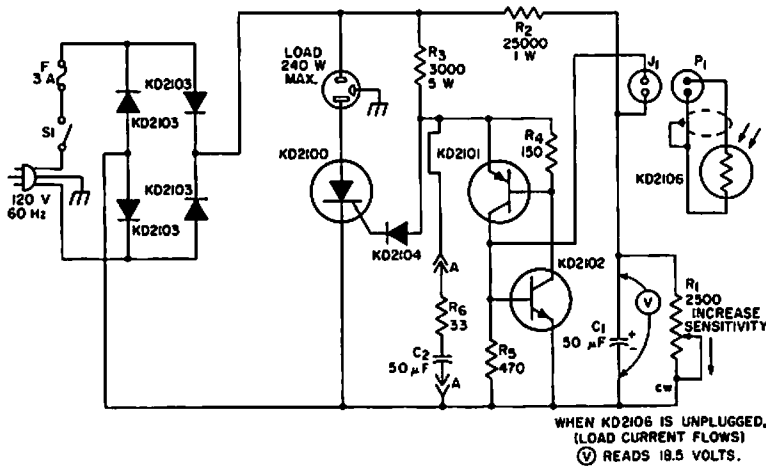 F
3 A
S1
120 V
60 Hz
KD2103
KD2103
KD2103
KD2103
LOAD
240 W
MAX.
KD2100
KD2104
R3
3000
5 W
R2
25000
1 W
KD2101
R4
150
KD2102
A
R6
33
C2
50 µF
A
R5
470
J1
P1
KD2106
C1
50 µF
+
–
V
R1
2500
INCREASE
SENSITIVITY
CW
WHEN KD2106 IS UNPLUGGED,
(LOAD CURRENT FLOWS)
V READS 18.5 VOLTS.